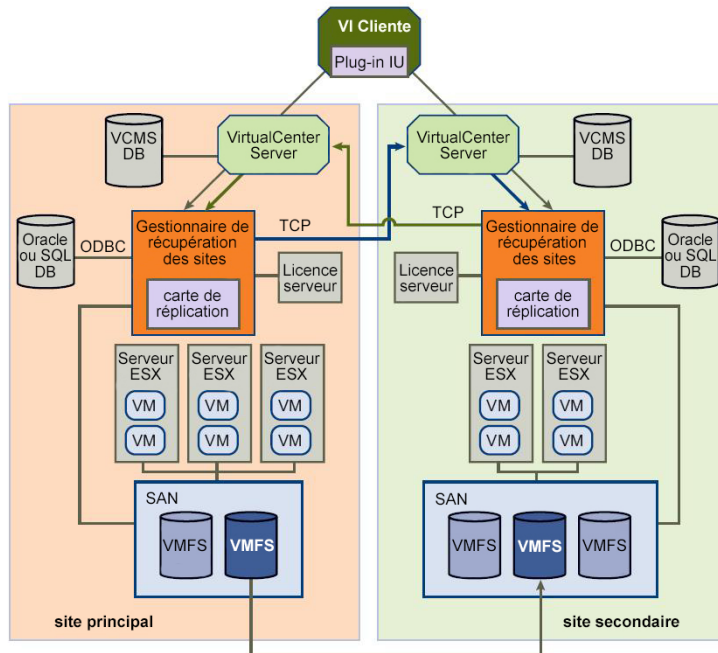 VI Cliente
Plug-in IU
VCMS
DB
VirtualCenter
Server
VirtualCenter
Server
VCMS
DB
Oracle
ou SQL
DB
ODBC
Gestionnaire de
récupération
des sites
carte de
réplication
TCP
Licence
serveur
TCP
Licence
serveur
Gestionnaire de
récupération
des sites
carte de
réplication
ODBC
Oracle
ou SQL
DB
Serveur
ESX
VM
VM
Serveur
ESX
VM
VM
Serveur
ESX
VM
VM
Serveur
ESX
VM
VM
Serveur
ESX
VM
VM
SAN
VMFS
VMFS
SAN
VMFS
VMFS
VMFS
site principal
site secondaire